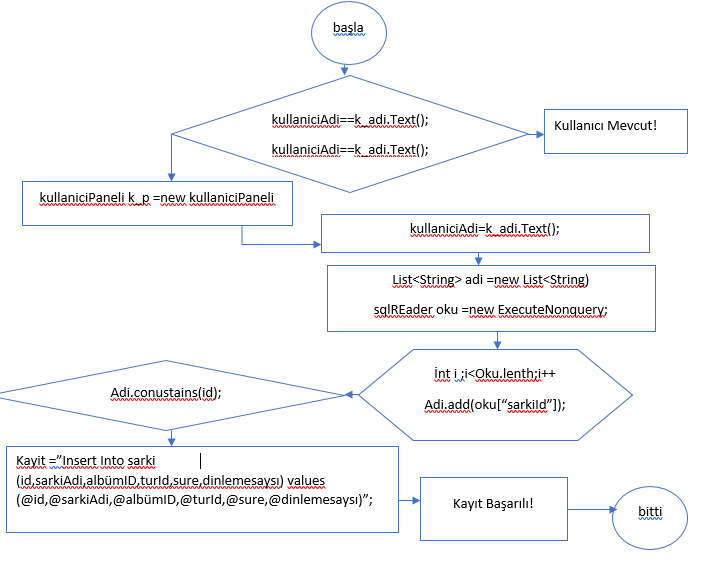 başla
kullaniciAdi==k_adi.Text();
kullaniciAdi==k_adi.Text();
Kullanıcı Mevcut!
kullaniciPaneli k_p =new kullaniciPaneli
kullaniciAdi=k_adi.Text();
List<String> adi =new List<String)
sqlREader oku =new ExecuteNonquery;
İnt i ;i<Oku.lenth;i++
Adi.add(oku["sarkiId"]);
Adi.conustains(id);
Kayit ="Insert Into sarki
(id,sarkiAdi,albümID,turId,sure,dinlemesaysı) values
(@id,@sarkiAdi,@albümID,@turId,@sure,@dinlemesaysı)";
Kayıt Başarılı!
bitti